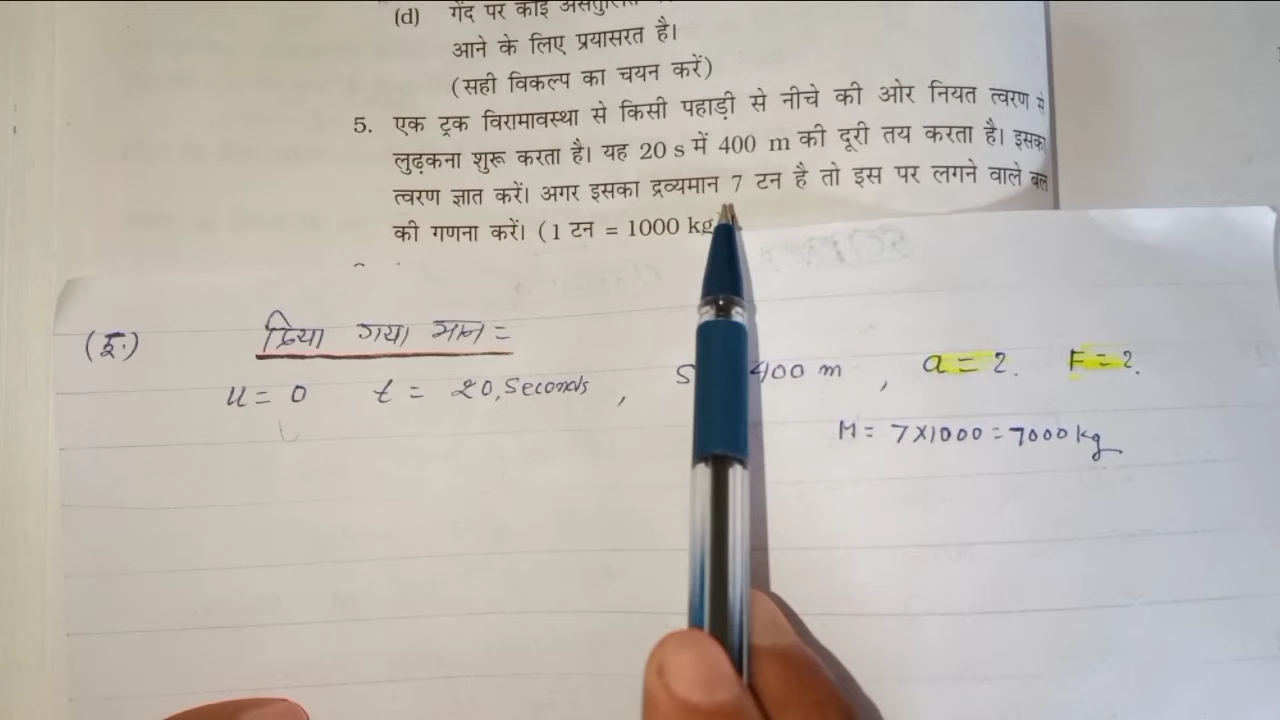 (d) गेंद पर कोई
आने के लिए प्रयासरत है।
(सही विकल्प का चयन करें)
5. एक ट्रक विरामावस्था से किसी पहाड़ी से नीचे की ओर नियत त्वरण से
लुढ़कना शुरू करता है। यह 20 s में 400 m की दूरी तय करता है। इसका
त्वरण ज्ञात करें। अगर इसका द्रव्यमान 7 टन है तो इस पर लगने वाले बल
की गणना करें। (1 टन = 1000 kg
दिया गया मान =
u = 0 t = 20, Seconds , S 400 m , a = ?. F = ?.
M = 7×1000 = 7000 kg